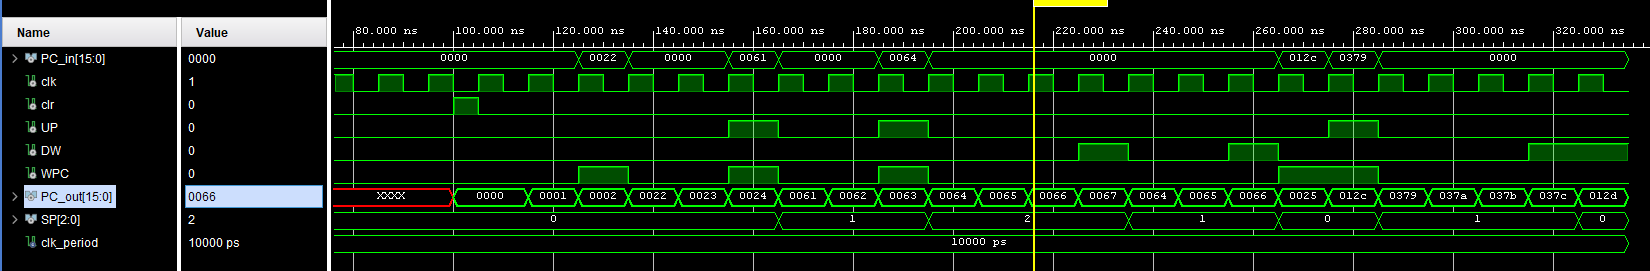 Name Value 80.000 ns 100.000 ns 120.000 ns 140.000 ns 160.000 ns 180.000 ns 200.000 ns 220.000 ns 240.000 ns 260.000 ns 280.000 ns 300.000 ns 320.000 ns
PC_in[15:0] 0000 0000 0022 0000 0061 0000 0064 0000 012c 0379 0000
clk 1
clr 0
UP 0
DW 0
WPC 0
PC_out[15:0] 0066 XXXX 0000 0001 0002 0022 0023 0024 0061 0062 0063 0064 0065 0066 0067 0064 0065 0066 0025 012c 0379 037a 037b 037c 012d
SP[2:0] 2 0 1 2 1 0 1 0
clk_period 10000 ps 10000 ps